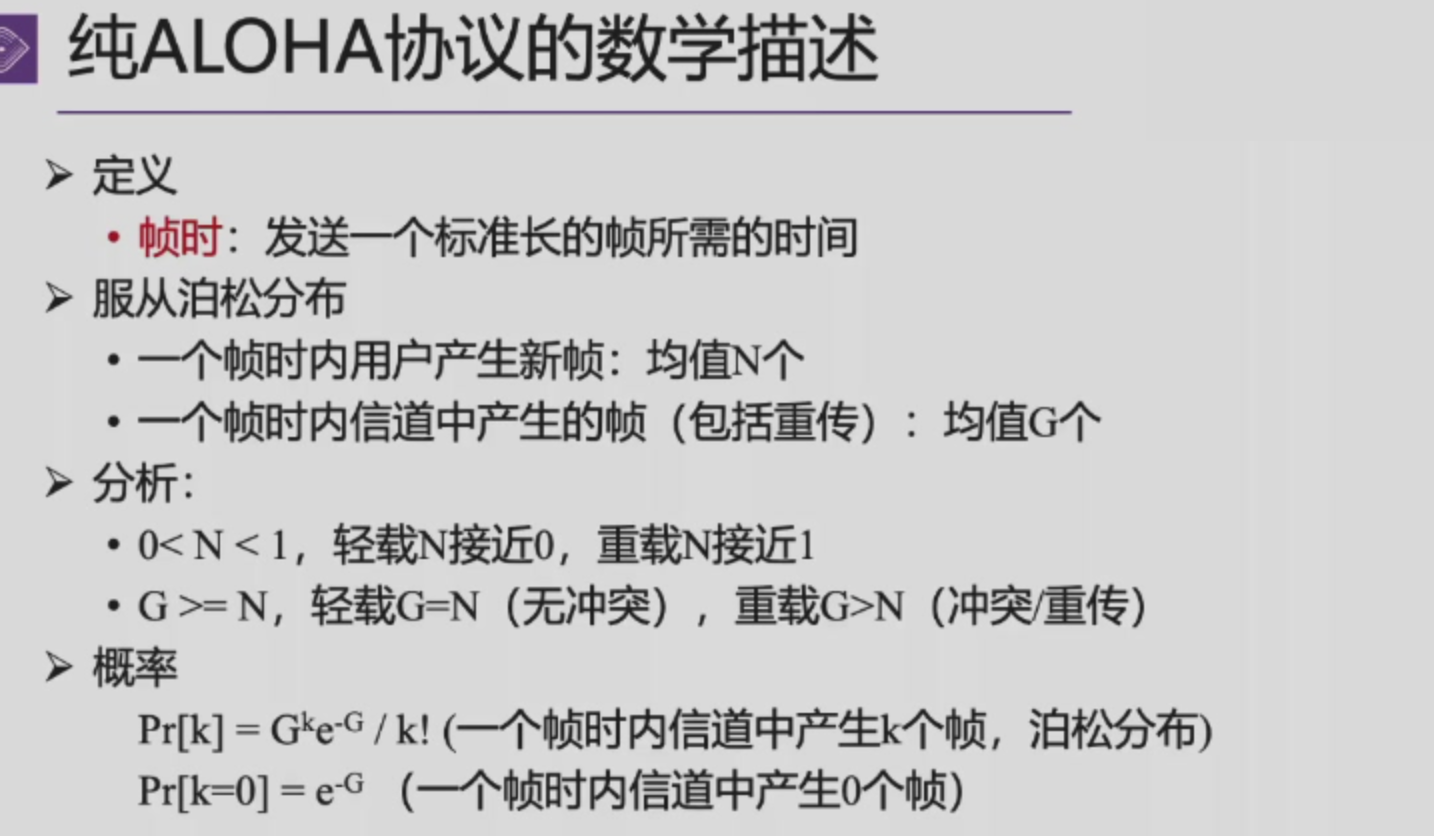 纯ALOHA协议的数学描述
➢ 定义
• 帧时：发送一个标准长的帧所需的时间
➢ 服从泊松分布
• 一个帧时内用户产生新帧：均值N个
• 一个帧时内信道中产生的帧（包括重传）：均值G个
➢ 分析：
• 0< N < 1，轻载N接近0，重载N接近1
• G >= N，轻载G=N（无冲突），重载G>N（冲突/重传）
➢ 概率
Pr[k] = Gᵏe⁻ᴳ / k! (一个帧时内信道中产生k个帧，泊松分布)
Pr[k=0] = e⁻ᴳ （一个帧时内信道中产生0个帧）